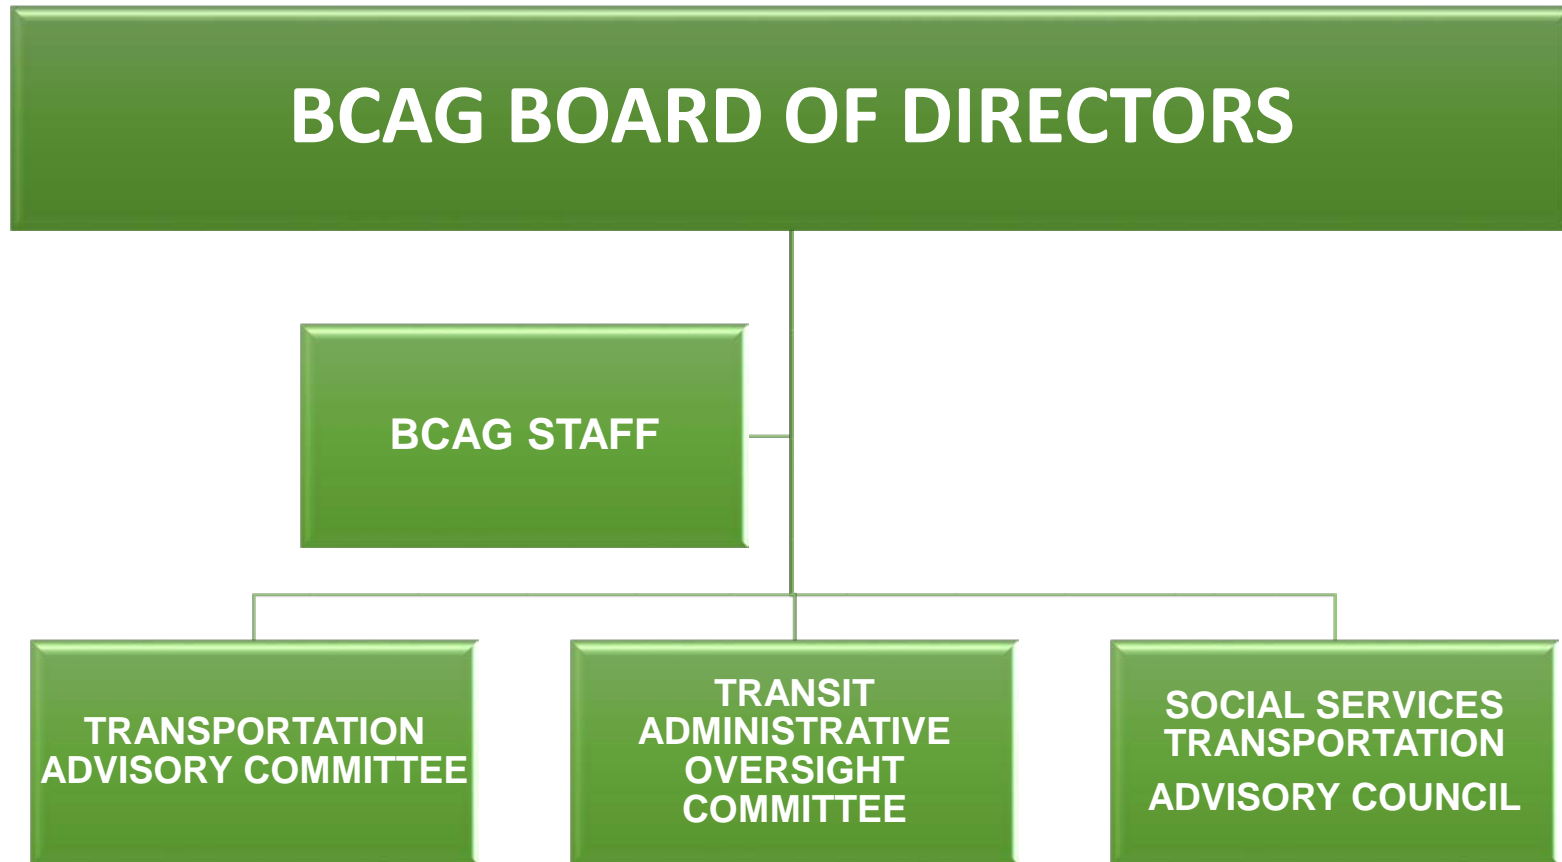 BCAG BOARD OF DIRECTORS
BCAG STAFF
TRANSPORTATION
ADVISORY COMMITTEE
TRANSIT
ADMINISTRATIVE
OVERSIGHT
COMMITTEE
SOCIAL SERVICES
TRANSPORTATION
ADVISORY COUNCIL